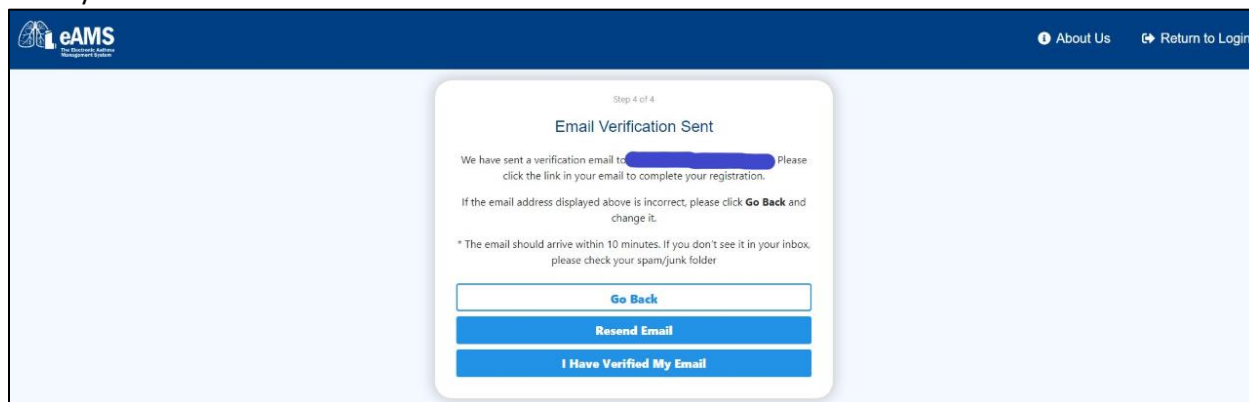 eAMS
The Electronic Asthma
Management System
About Us
Return to Login
Step 4 of 4
Email Verification Sent
We have sent a verification email to Please
click the link in your email to complete your registration.
If the email address displayed above is incorrect, please click Go Back and
change it.
* The email should arrive within 10 minutes. If you don't see it in your inbox,
please check your spam/junk folder
Go Back
Resend Email
I Have Verified My Email